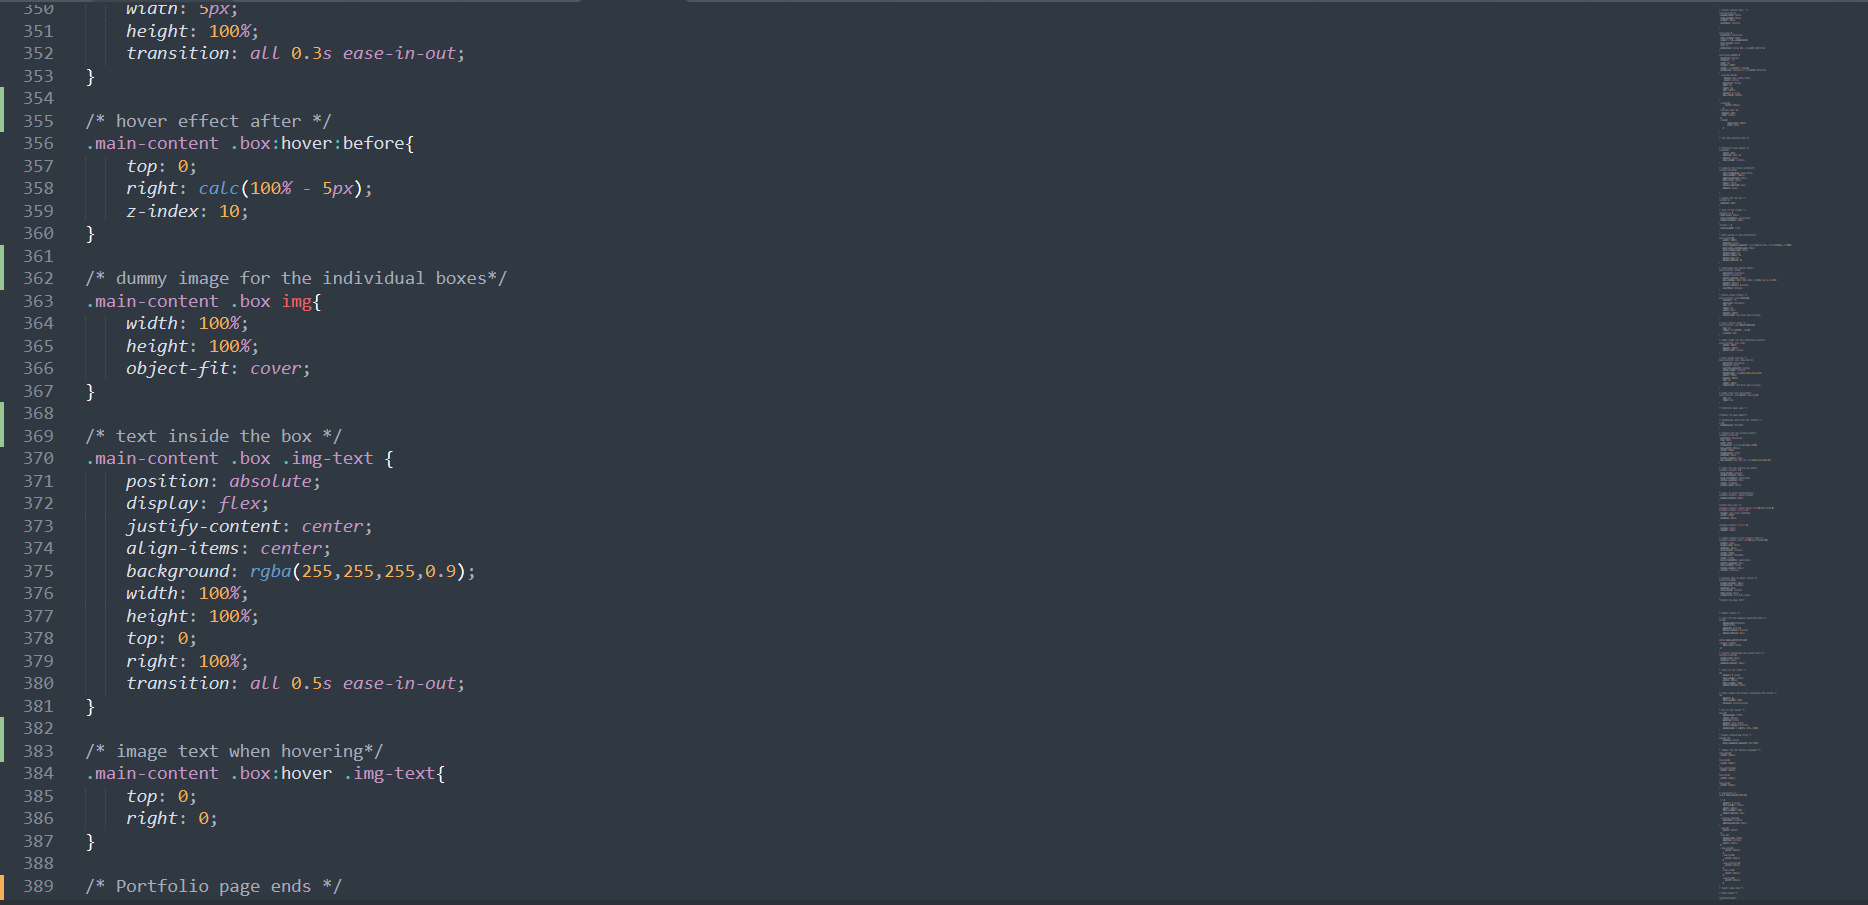 350 width: 5px;
351 height: 100%;
352 transition: all 0.3s ease-in-out;
353 }
354
355 /* hover effect after */
356 .main-content .box:hover:before{
357 top: 0;
358 right: calc(100% - 5px);
359 z-index: 10;
360 }
361
362 /* dummy image for the individual boxes*/
363 .main-content .box img{
364 width: 100%;
365 height: 100%;
366 object-fit: cover;
367 }
368
369 /* text inside the box */
370 .main-content .box .img-text {
371 position: absolute;
372 display: flex;
373 justify-content: center;
374 align-items: center;
375 background: rgba(255,255,255,0.9);
376 width: 100%;
377 height: 100%;
378 top: 0;
379 right: 100%;
380 transition: all 0.5s ease-in-out;
381 }
382
383 /* image text when hovering*/
384 .main-content .box:hover .img-text{
385 top: 0;
386 right: 0;
387 }
388
389 /* Portfolio page ends */